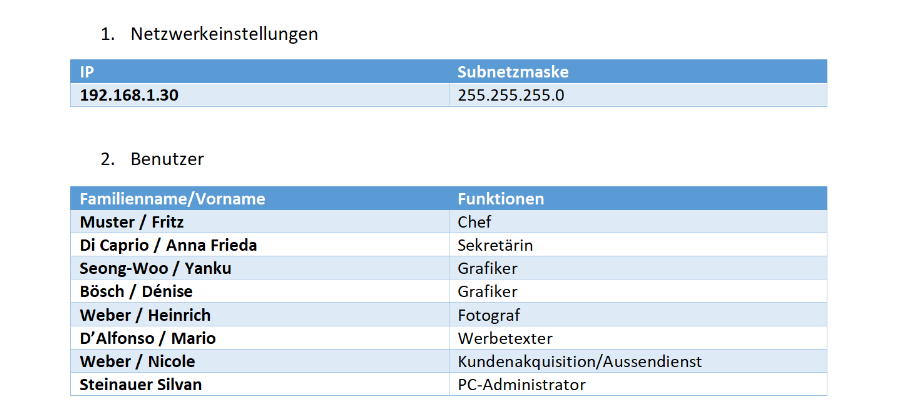 1. Netzwerkeinstellungen
IP Subnetzmaske
192.168.1.30 255.255.255.0
2. Benutzer
Familienname/Vorname Funktionen
Muster / Fritz Chef
Di Caprio / Anna Frieda Sekretärin
Seong-Woo / Yanku Grafiker
Bösch / Dénise Grafiker
Weber / Heinrich Fotograf
D’Alfonso / Mario Werbetexter
Weber / Nicole Kundenakquisition/Aussendienst
Steinauer Silvan PC-Administrator